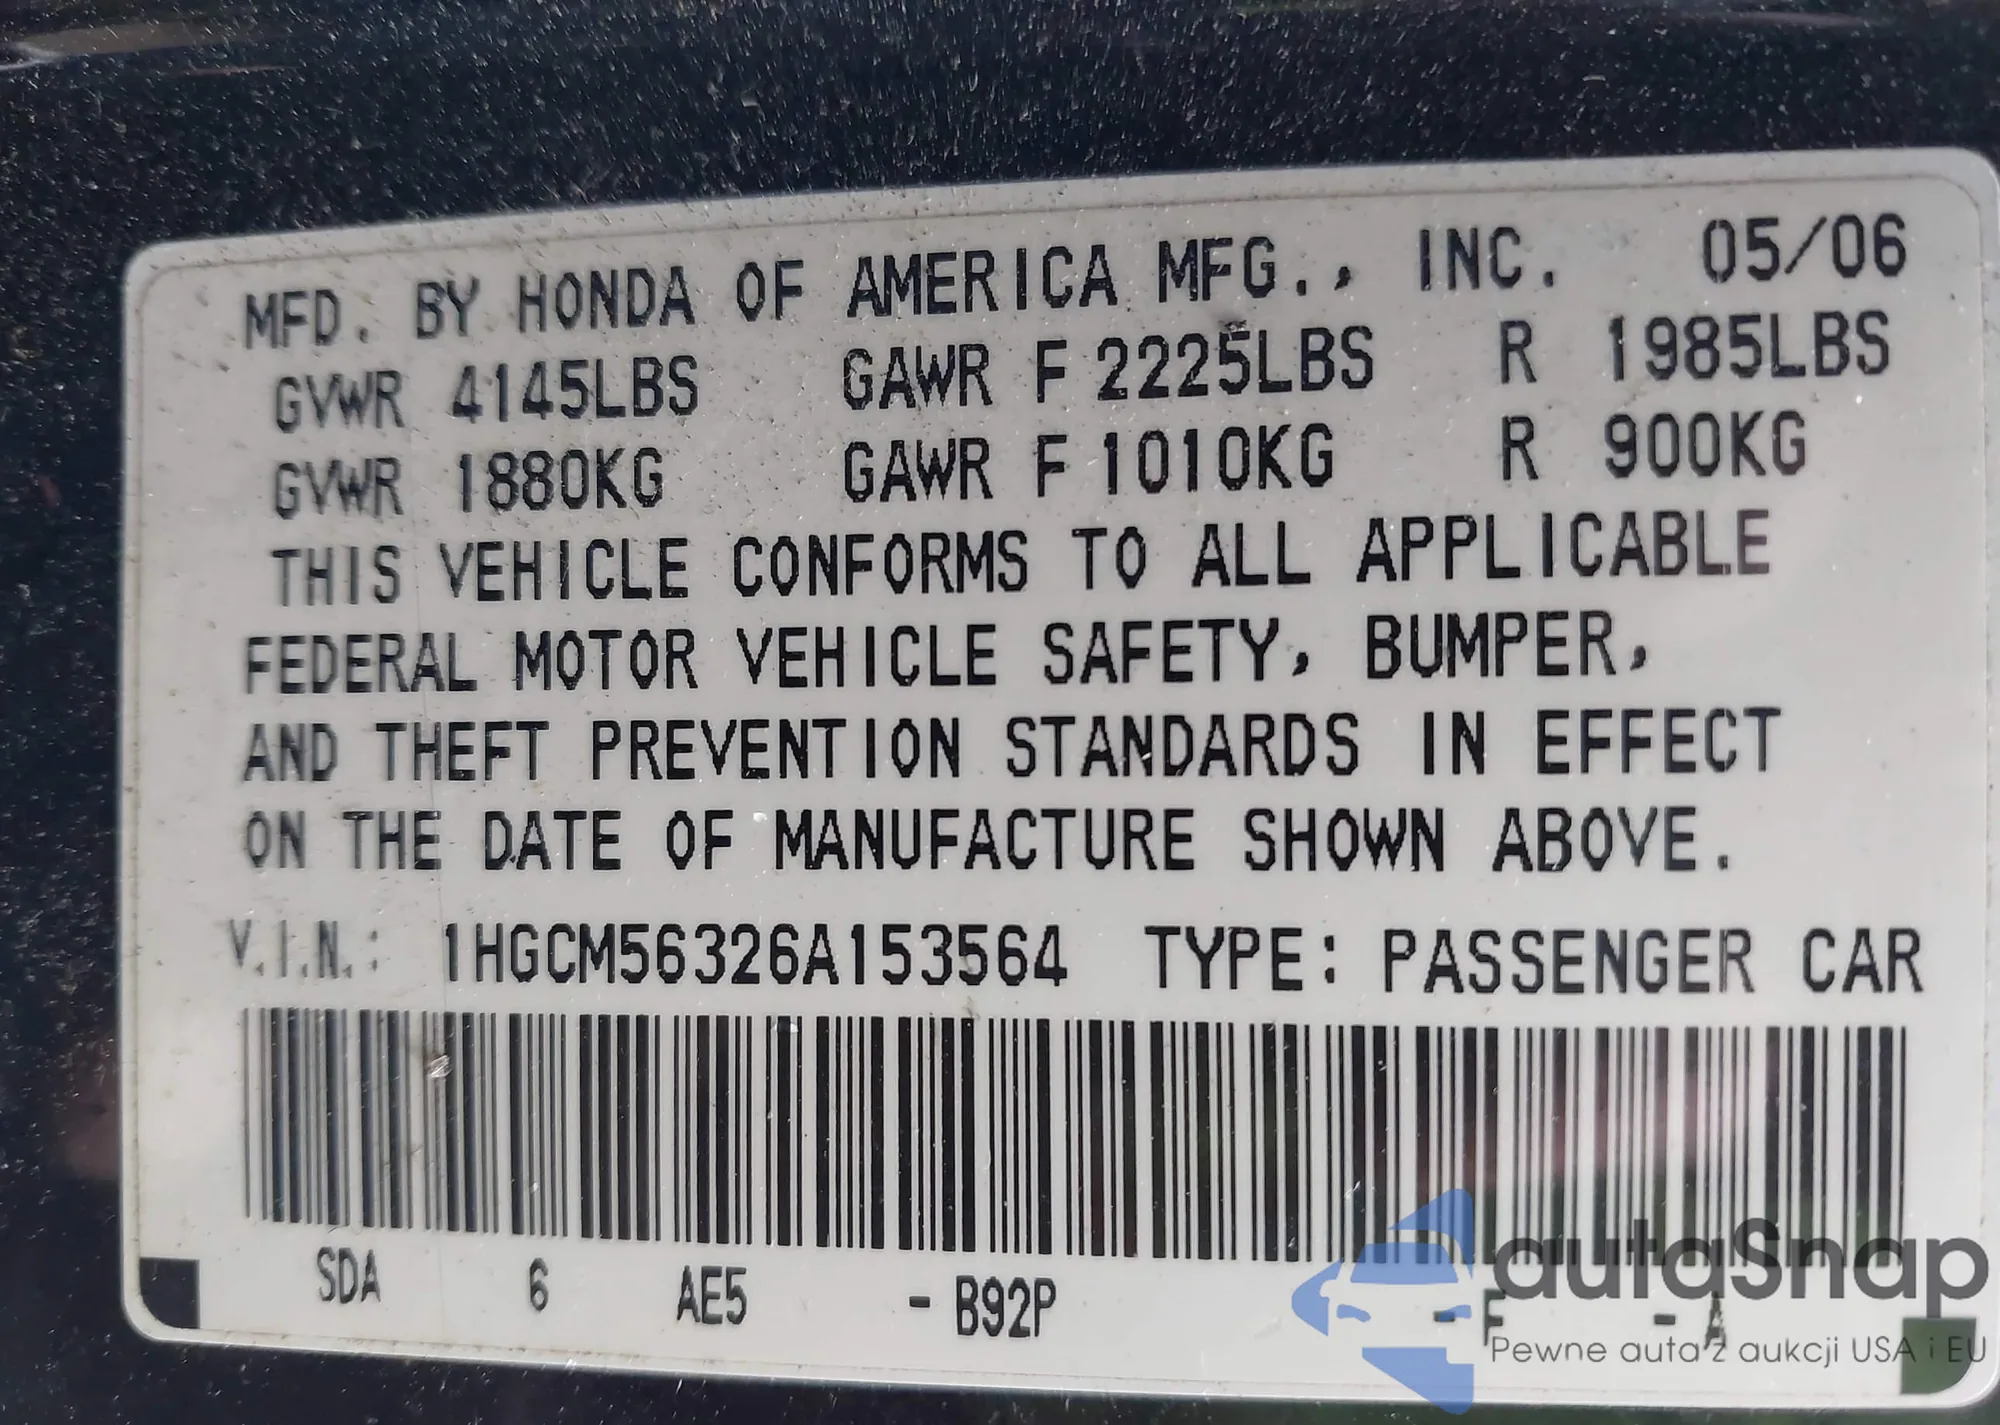 MFD. BY HONDA OF AMERICA MFG., INC. 05/06
GVWR 4145LBS GAWR F 2225LBS R 1985LBS
GVWR 1880KG GAWR F 1010KG R 900KG
THIS VEHICLE CONFORMS TO ALL APPLICABLE
FEDERAL MOTOR VEHICLE SAFETY, BUMPER,
AND THEFT PREVENTION STANDARDS IN EFFECT
ON THE DATE OF MANUFACTURE SHOWN ABOVE.
V.I.N.: 1HGCM56326A153564 TYPE: PASSENGER CAR
SDA 6 AE5 - B92P - F - A
autaSnap
Pewne auta z aukcji USA i EU